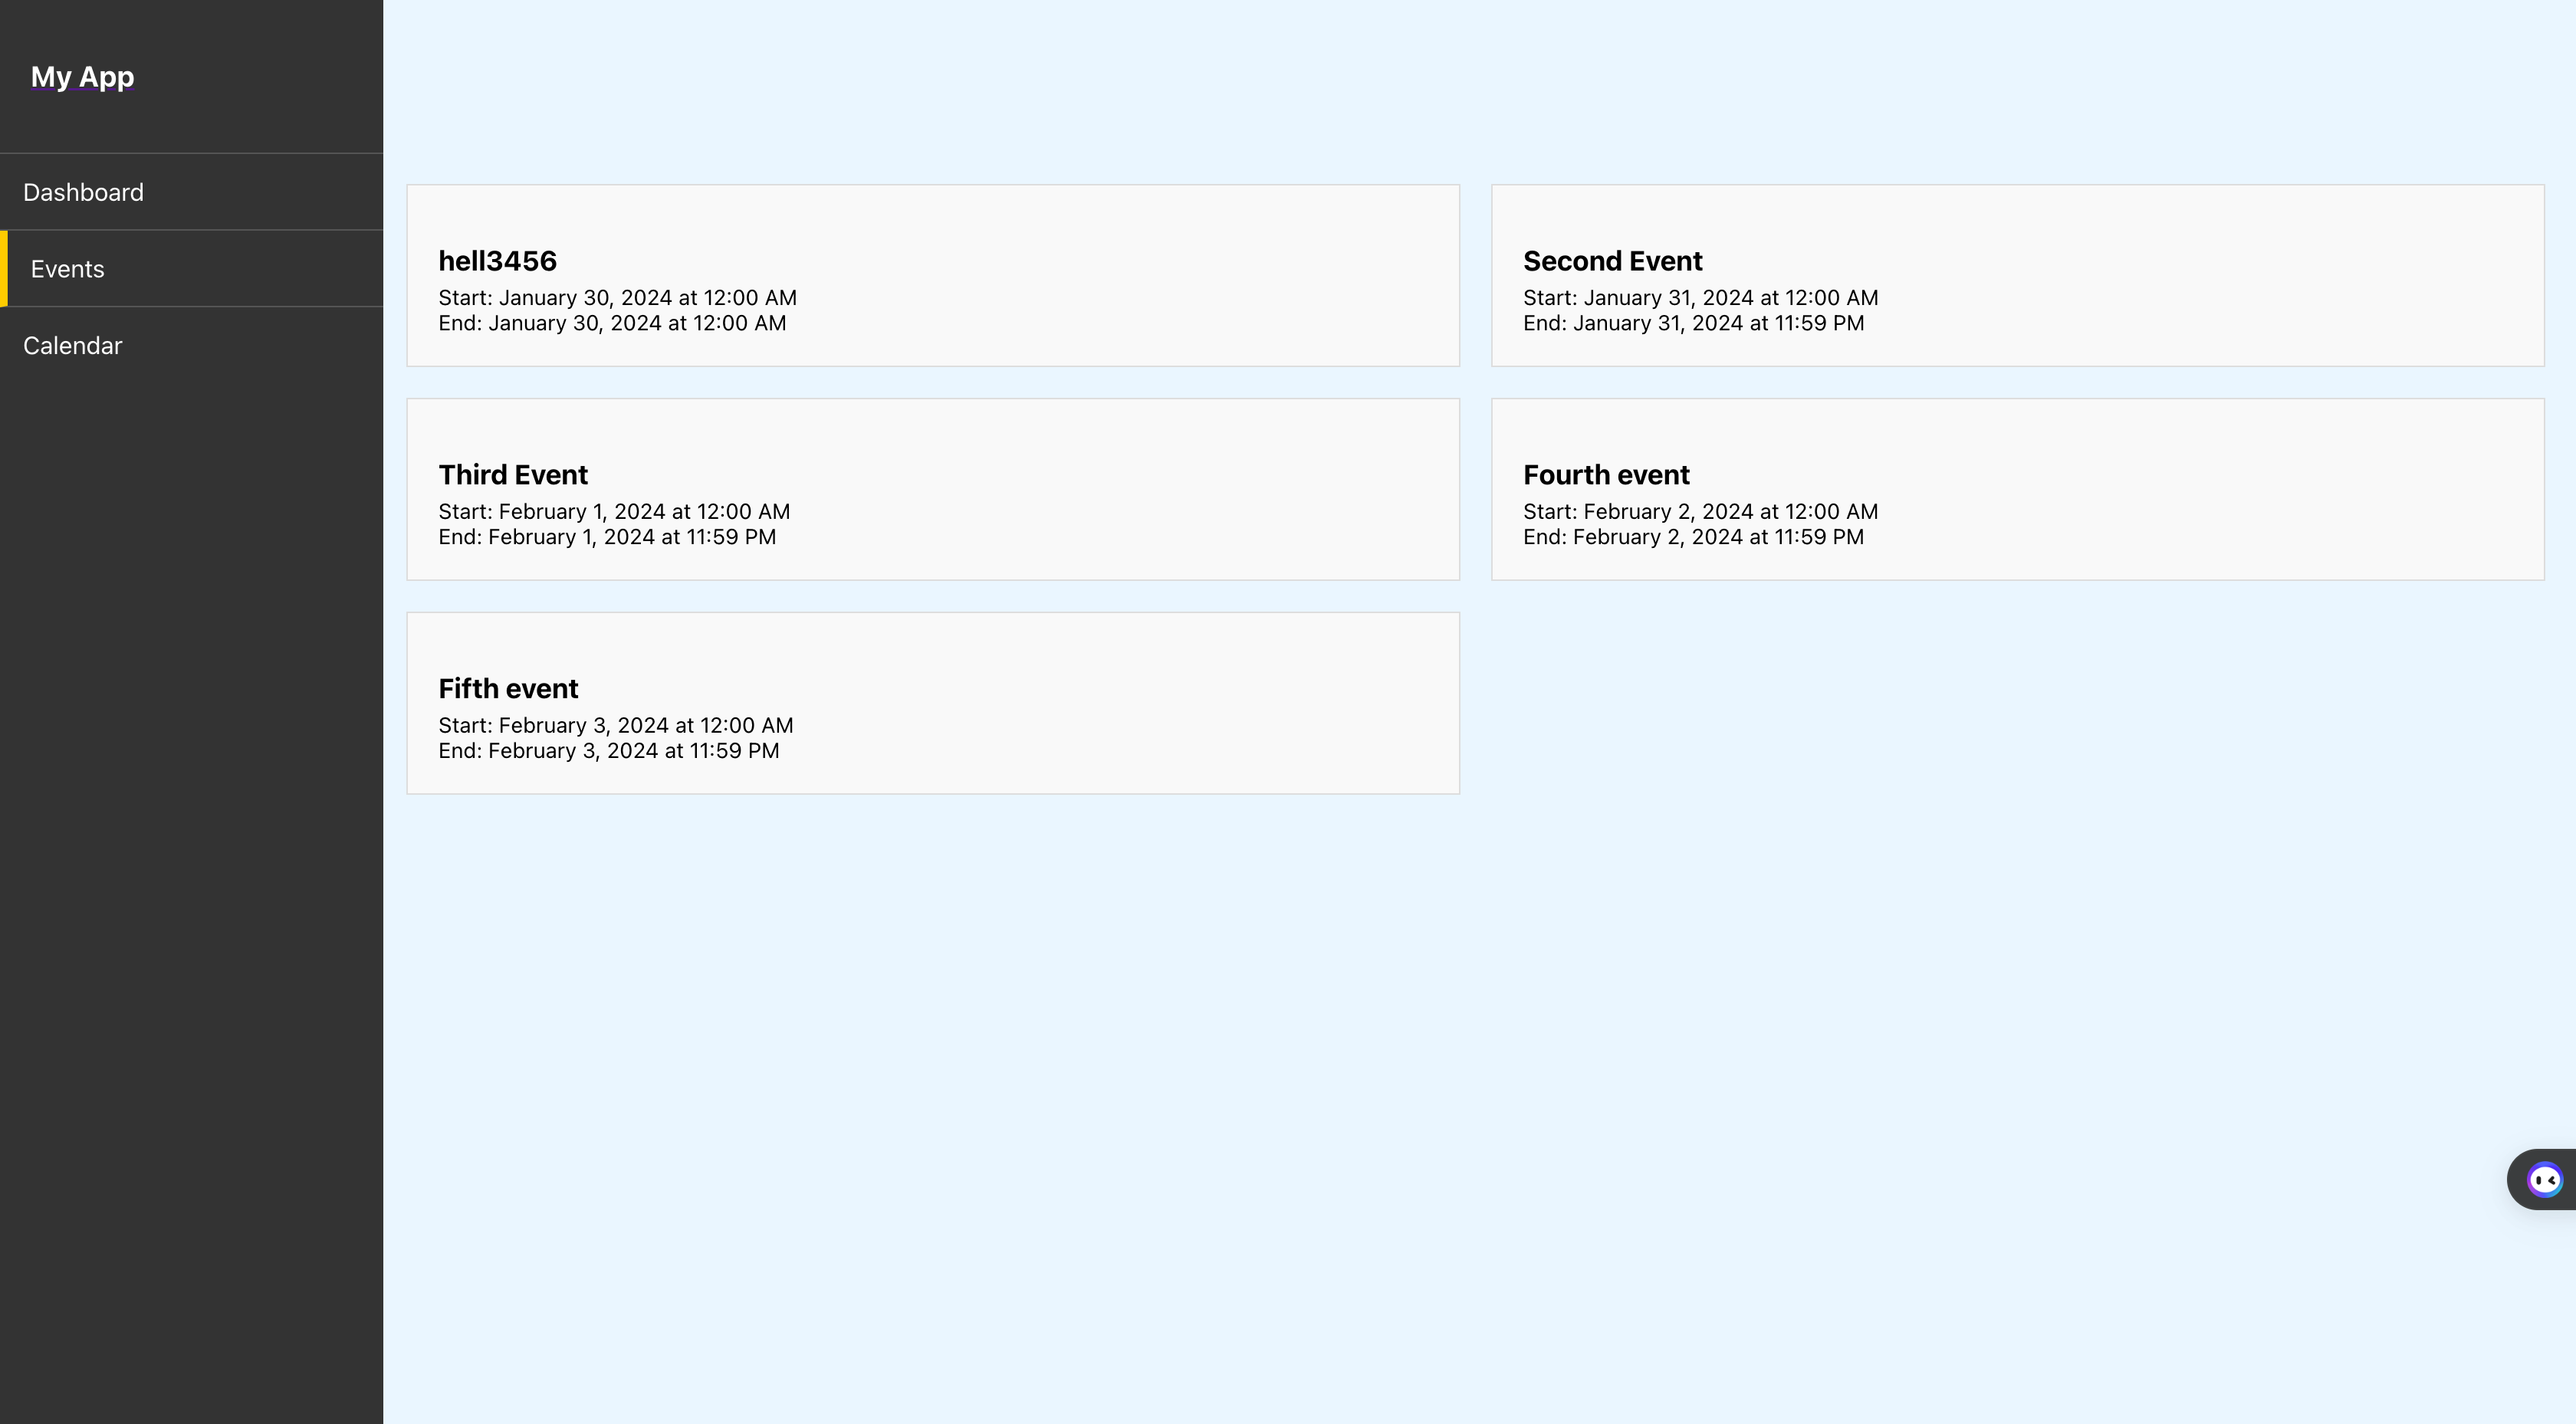 My App
Dashboard
Events
Calendar
hell3456
Start: January 30, 2024 at 12:00 AM
End: January 30, 2024 at 12:00 AM
Second Event
Start: January 31, 2024 at 12:00 AM
End: January 31, 2024 at 11:59 PM
Third Event
Start: February 1, 2024 at 12:00 AM
End: February 1, 2024 at 11:59 PM
Fourth event
Start: February 2, 2024 at 12:00 AM
End: February 2, 2024 at 11:59 PM
Fifth event
Start: February 3, 2024 at 12:00 AM
End: February 3, 2024 at 11:59 PM